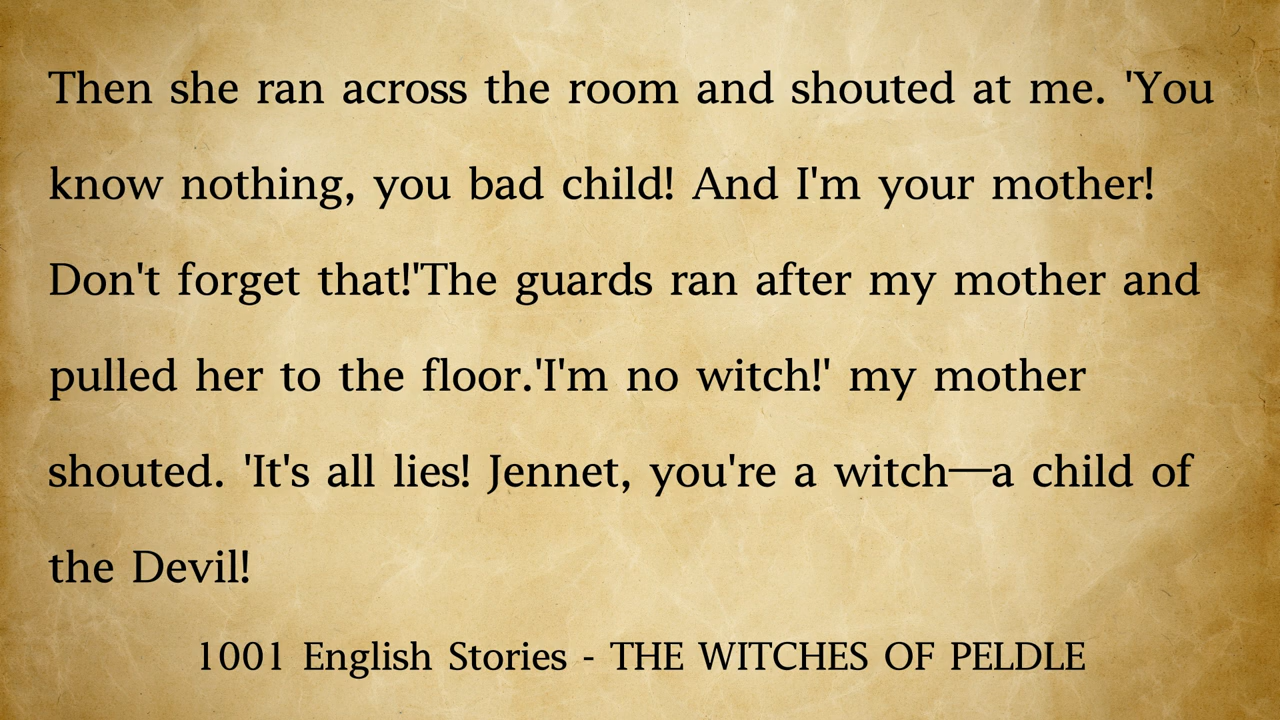 Then she ran across the room and shouted at me. 'You
know nothing, you bad child! And I'm your mother!
Don't forget that!'The guards ran after my mother and
pulled her to the floor.'I'm no witch!' my mother
shouted. 'It's all lies! Jennet, you're a witch—a child of
the Devil!
1001 English Stories - THE WITCHES OF PELDLE